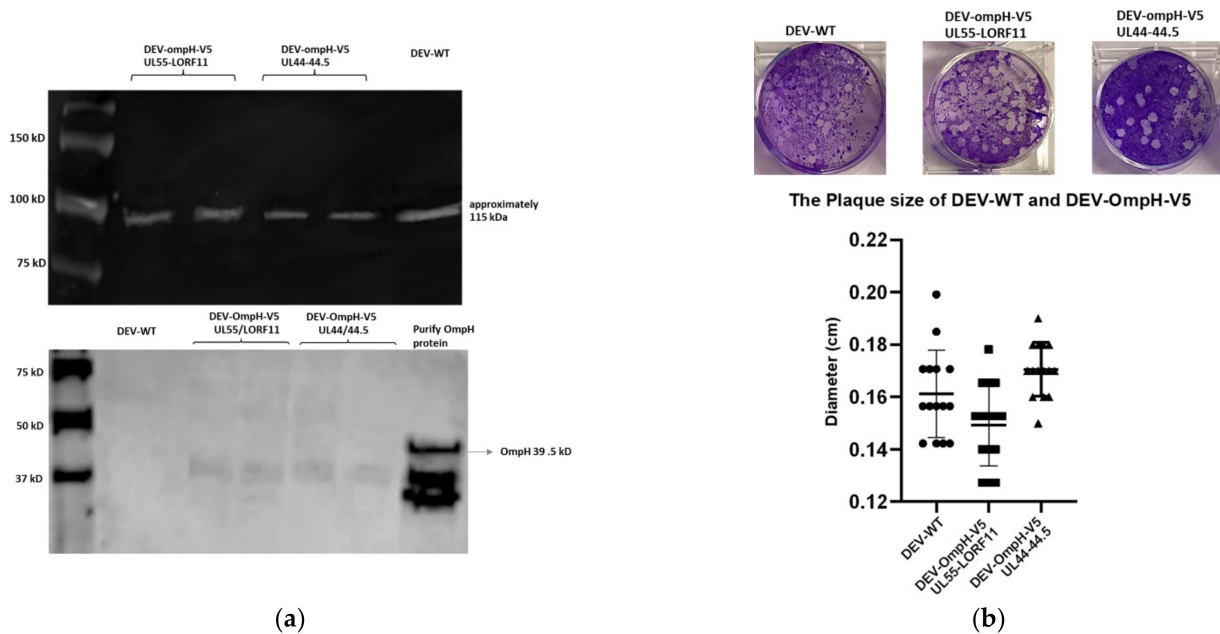 DEV-ompH-V5
UL55-LORF11
DEV-ompH-V5
UL44-44.5
DEV-WT
150 kD
100 kD
75 kD
approximately
115 kDa
DEV-WT
DEV-OmpH-V5
UL55/LORF11
DEV-OmpH-V5
UL44/44.5
Purify OmpH
protein
75 kD
50 kD
37 kD
OmpH 39 .5 kD
(a)
DEV-WT
DEV-ompH-V5
UL55-LORF11
DEV-ompH-V5
UL44-44.5
The Plaque size of DEV-WT and DEV-OmpH-V5
Diameter (cm)
0.22
0.20
0.18
0.16
0.14
0.12
DEV-WT
DEV-OmpH-V5
UL55-LORF11
DEV-OmpH-V5
UL44-44.5
(b)